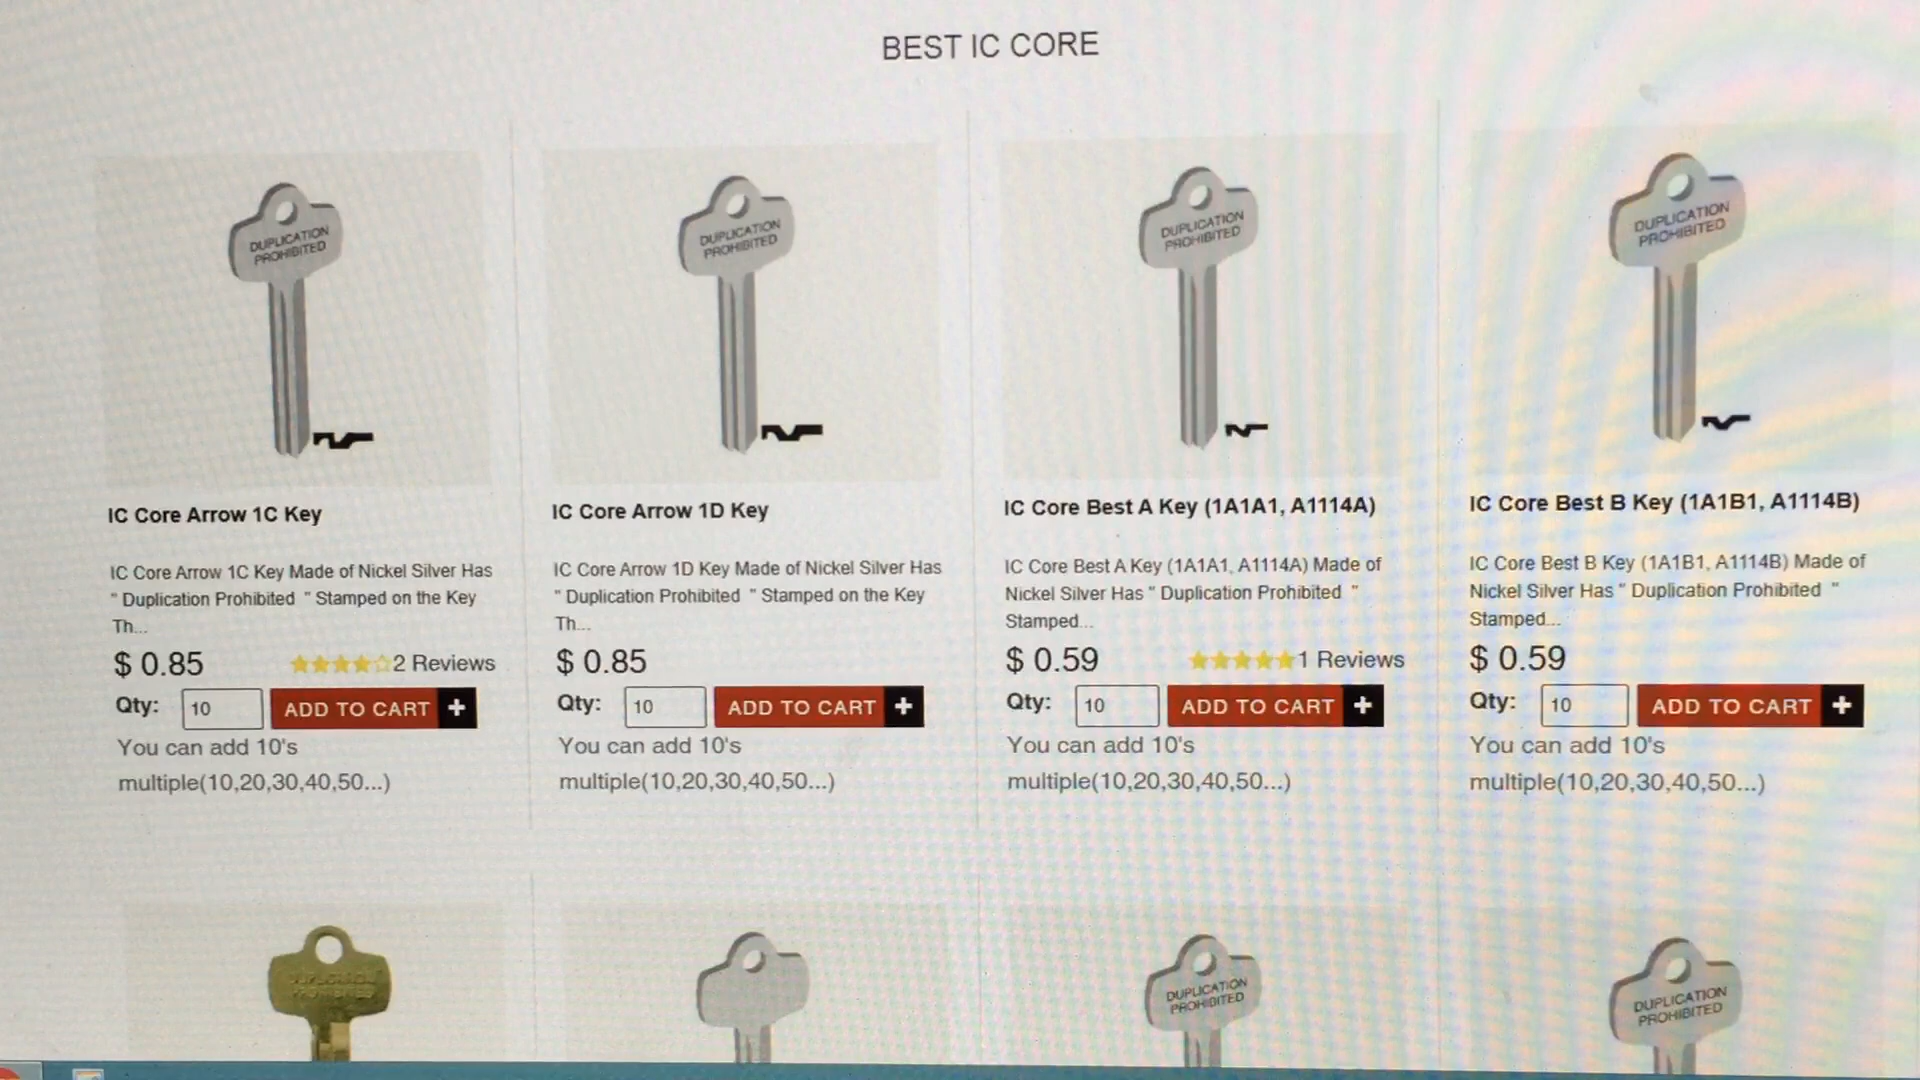 BEST IC CORE
DUPLICATION
PROHIBITED
DUPLICATION
PROHIBITED
DUPLICATION
PROHIBITED
DUPLICATION
PROHIBITED
IC Core Arrow 1C Key
IC Core Arrow 1C Key Made of Nickel Silver Has
" Duplication Prohibited " Stamped on the Key
Th...
$ 0.85
2 Reviews
Qty: 10 ADD TO CART +
You can add 10's
multiple(10,20,30,40,50...)
IC Core Arrow 1D Key
IC Core Arrow 1D Key Made of Nickel Silver Has
" Duplication Prohibited " Stamped on the Key
Th...
$ 0.85
Qty: 10 ADD TO CART +
You can add 10's
multiple(10,20,30,40,50...)
IC Core Best A Key (1A1A1, A1114A)
IC Core Best A Key (1A1A1, A1114A) Made of
Nickel Silver Has " Duplication Prohibited "
Stamped...
$ 0.59
1 Reviews
Qty: 10 ADD TO CART +
You can add 10's
multiple(10,20,30,40,50...)
IC Core Best B Key (1A1B1, A1114B)
IC Core Best B Key (1A1B1, A1114B) Made of
Nickel Silver Has " Duplication Prohibited "
Stamped...
$ 0.59
Qty: 10 ADD TO CART +
You can add 10's
multiple(10,20,30,40,50...)
DUPLICATION
PROHIBITED
DUPLICATION
PROHIBITED